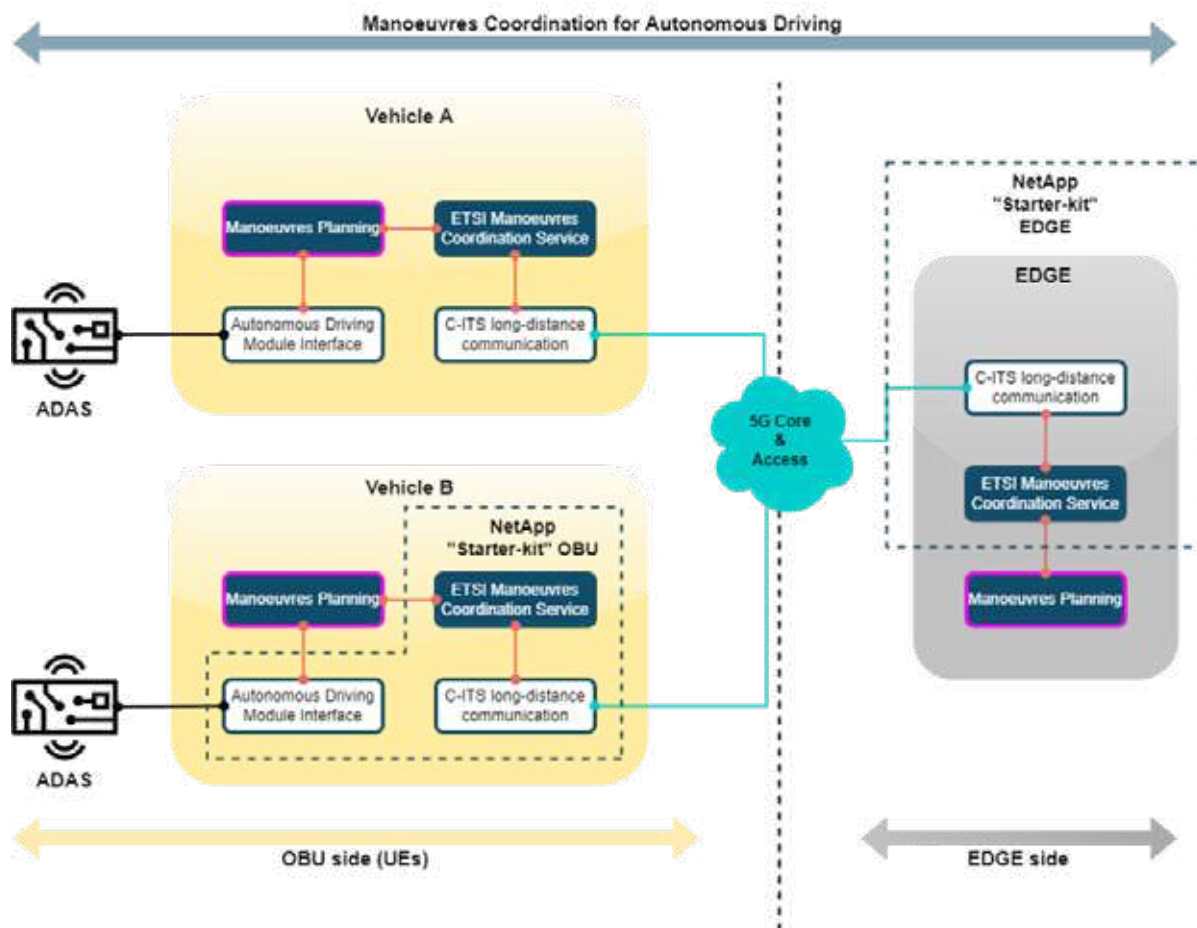 Manoeuvres Coordination for Autonomous Driving
Vehicle A
Manoeuvres Planning
ETSI Manoeuvres
Coordination Service
Autonomous Driving
Module Interface
C-ITS long-distance
communication
ADAS
Vehicle B
NetApp
"Starter-kit" OBU
Manoeuvres Planning
ETSI Manoeuvres
Coordination Service
Autonomous Driving
Module Interface
C-ITS long-distance
communication
ADAS
OBU side (UEs)
5G Core
&
Access
NetApp
"Starter-kit"
EDGE
EDGE
C-ITS long-distance
communication
ETSI Manoeuvres
Coordination Service
Manoeuvres Planning
EDGE side